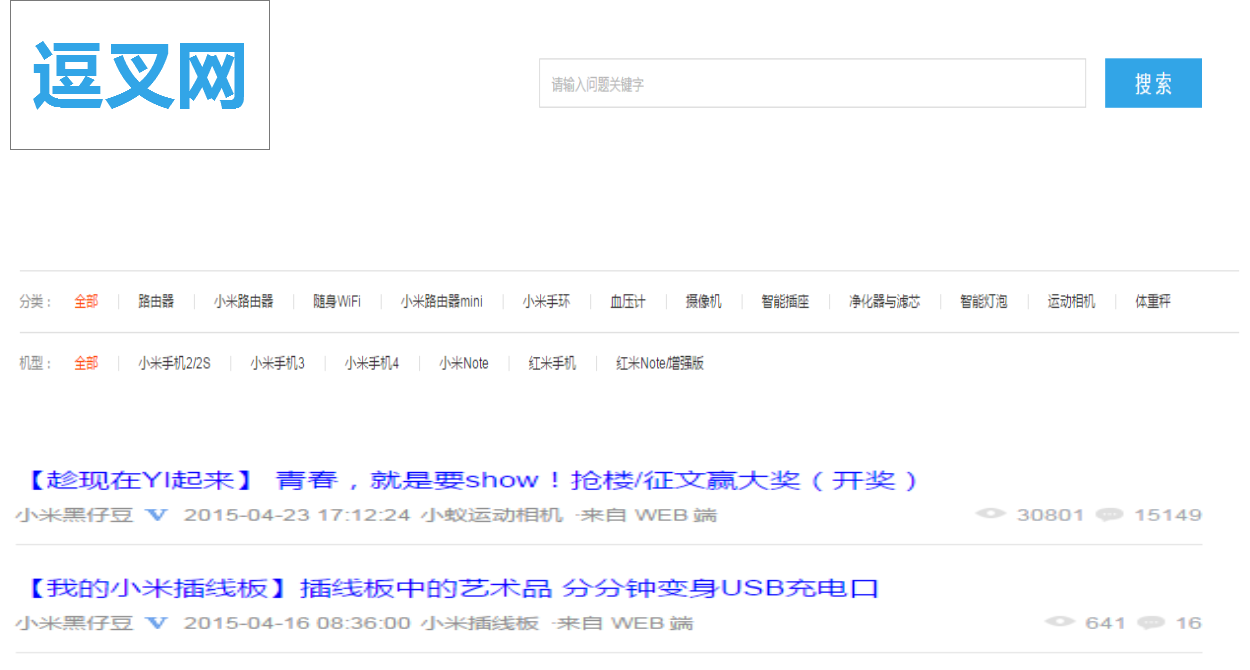 逗叉网
请输入问题关键字 搜索
分类： 全部 路由器 小米路由器 随身WiFi 小米路由器mini 小米手环 血压计 摄像机 智能插座 净化器与滤芯 智能灯泡 运动相机 体重秤
机型： 全部 小米手机2/2S 小米手机3 小米手机4 小米Note 红米手机 红米Note/增强版
【趁现在YI起来】 青春，就是要show！抢楼/征文赢大奖（开奖）
小米黑仔豆 V 2015-04-23 17:12:24 小蚁运动相机 ·来自 WEB 端 30801 15149
【我的小米插线板】插线板中的艺术品 分分钟变身USB充电口
小米黑仔豆 V 2015-04-16 08:36:00 小米插线板 ·来自 WEB 端 641 16